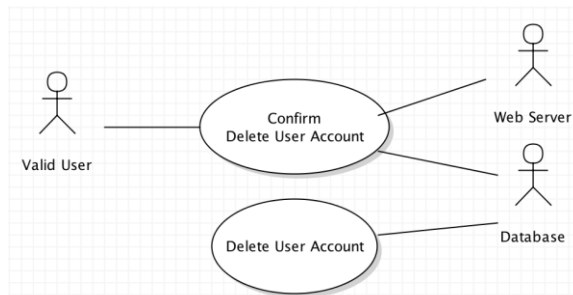 Confirm
Delete User Account
Web Server
Valid User
Database
Delete User Account